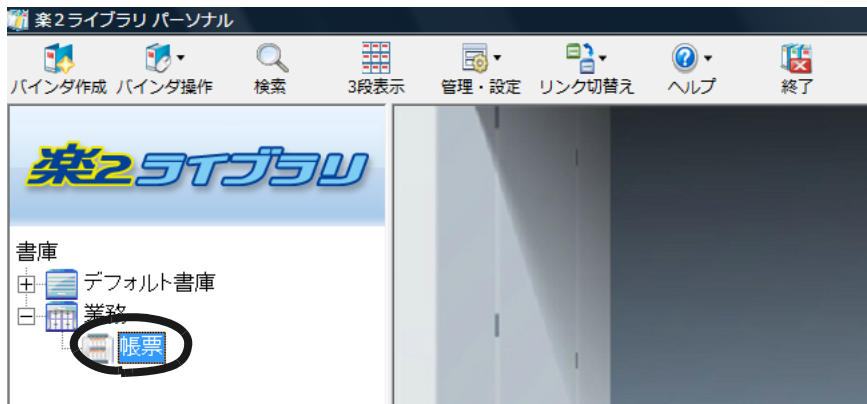 楽2ライブラリ パーソナル
バインダ作成 バインダ操作 検索 3段表示 管理・設定 リンク切替え ヘルプ 終了
楽2ライブラリ
書庫
デフォルト書庫
業務
帳票